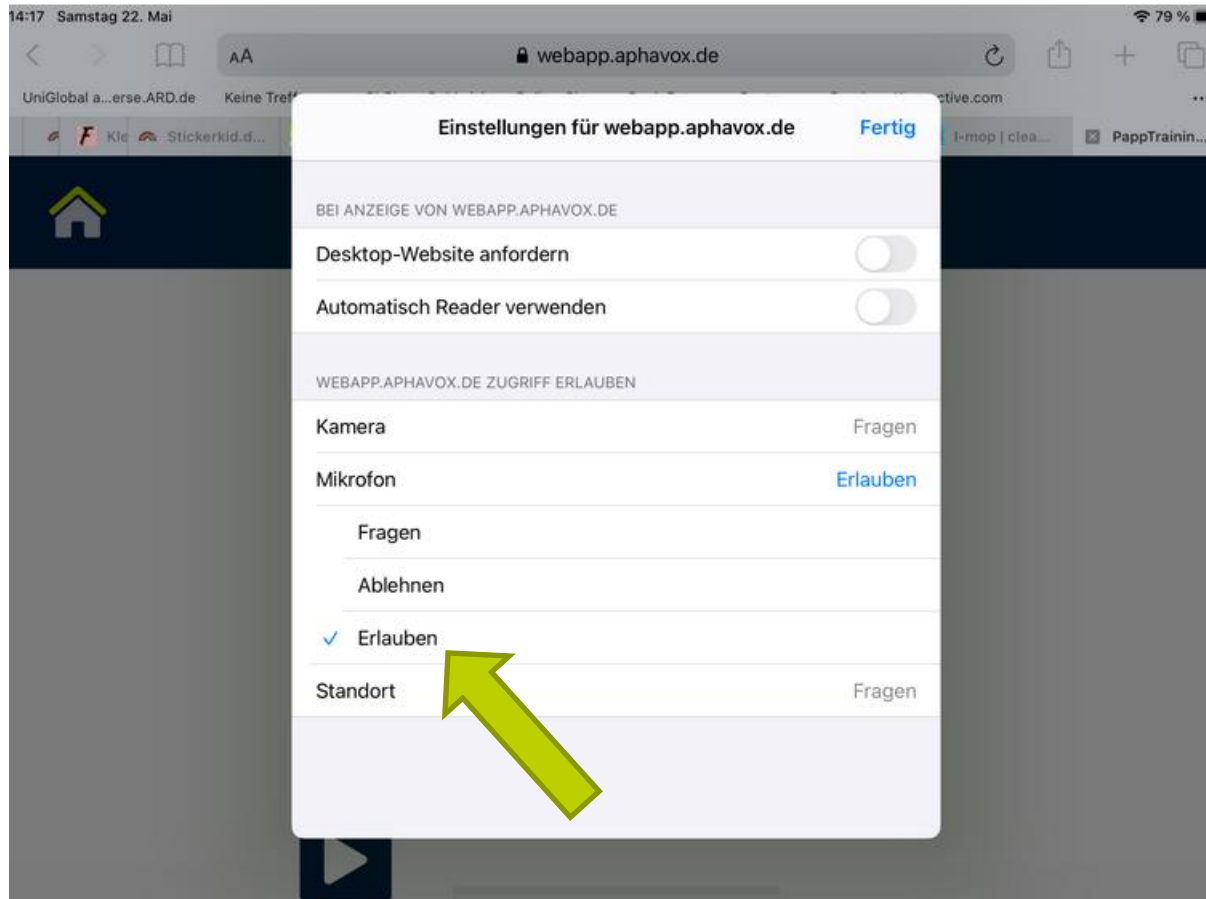 14:17 Samstag 22. Mai 79 %
AA webapp.aphavox.de
UniGlobal a...erse.ARD.de Keine Treff ctive.com
Kle Stickerkid.d... I-mop | clea... PappTrainin...
Einstellungen für webapp.aphavox.de Fertig
BEI ANZEIGE VON WEBAPP.APHAVOX.DE
Desktop-Website anfordern
Automatisch Reader verwenden
WEBAPP.APHAVOX.DE ZUGRIFF ERLAUBEN
Kamera Fragen
Mikrofon Erlauben
Fragen
Ablehnen
Erlauben
Standort Fragen